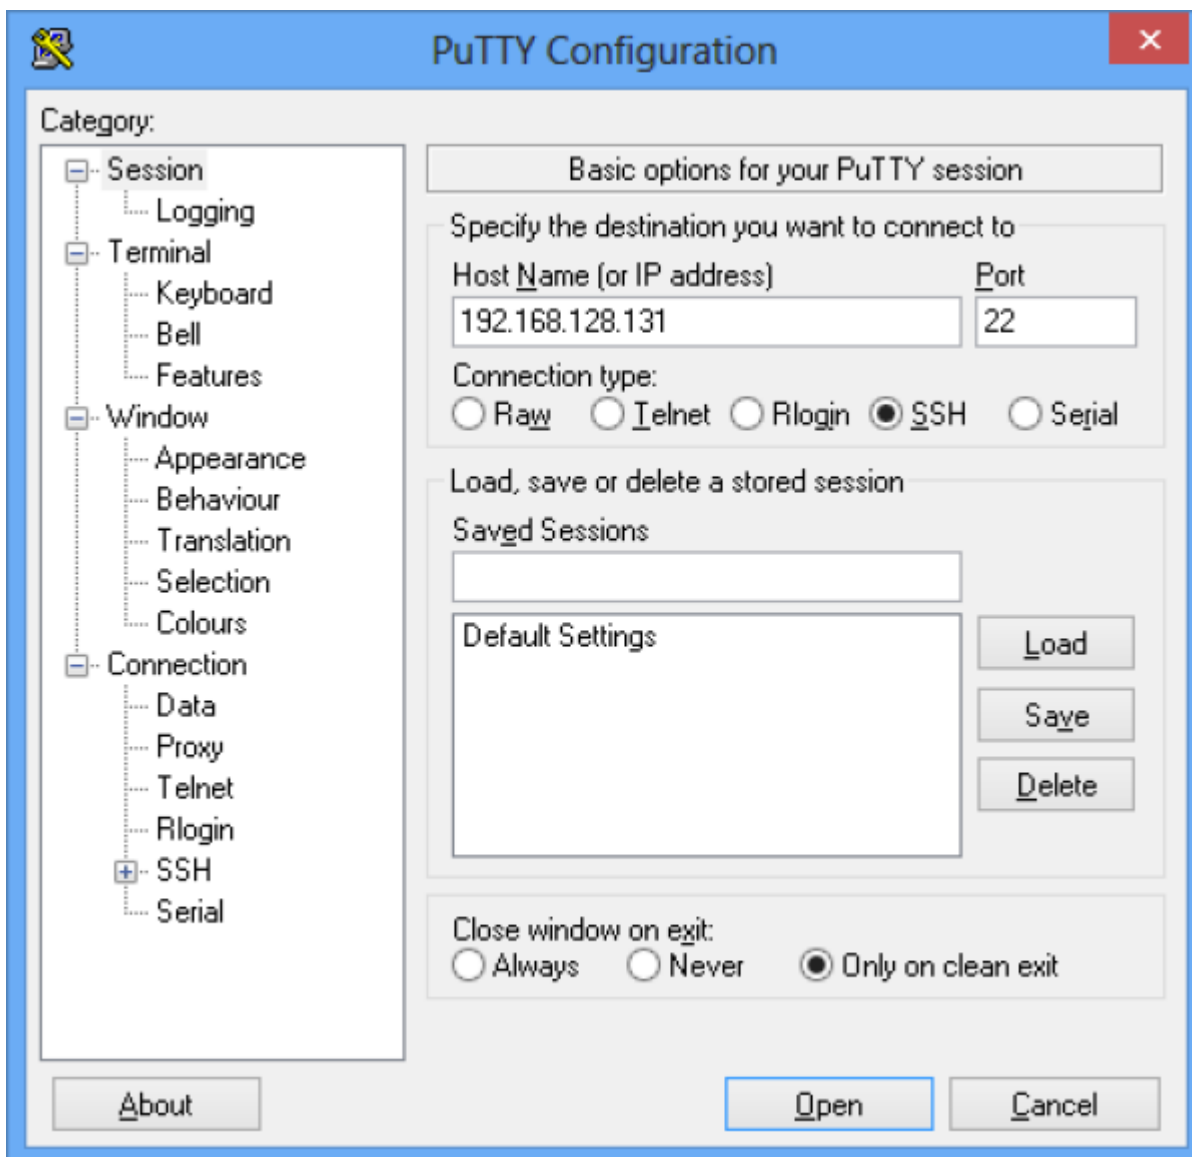 PuTTY Configuration
Category:
Session
Logging
Terminal
Keyboard
Bell
Features
Window
Appearance
Behaviour
Translation
Selection
Colours
Connection
Data
Proxy
Telnet
Rlogin
SSH
Serial
Basic options for your PuTTY session
Specify the destination you want to connect to
Host Name (or IP address) Port
192.168.128.131 22
Connection type:
Raw Telnet Rlogin SSH Serial
Load, save or delete a stored session
Saved Sessions
Default Settings
Load
Save
Delete
Close window on exit:
Always Never Only on clean exit
About Open Cancel